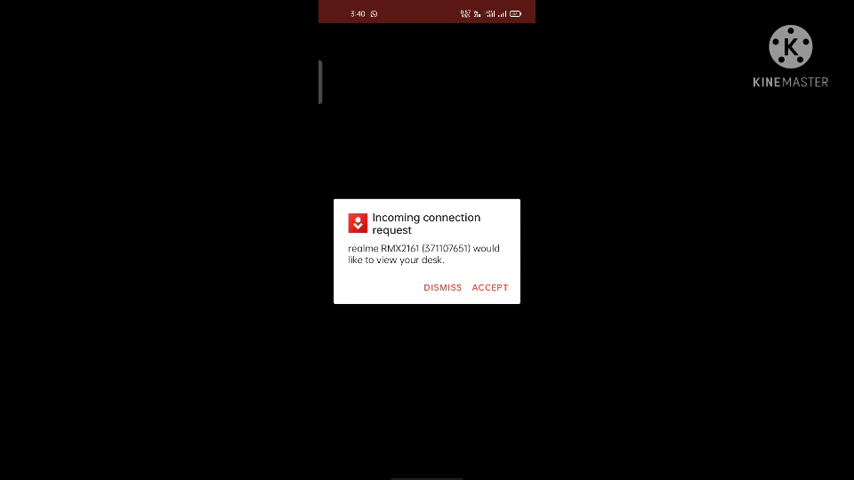 3:40
K
KINEMASTER
Incoming connection
request
realme RMX2161 (371107651) would
like to view your desk.
DISMISS ACCEPT